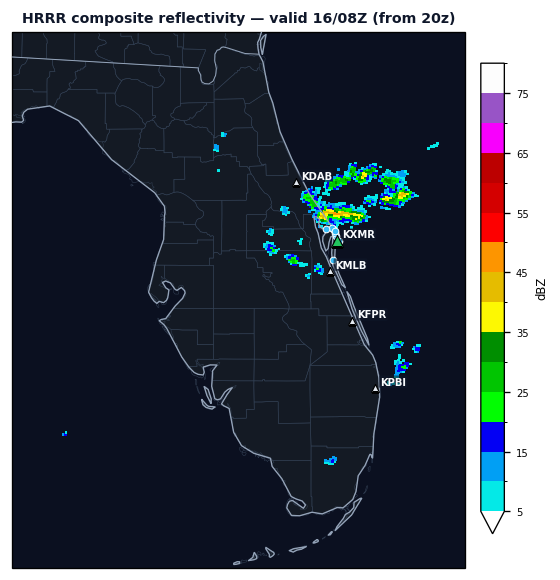 HRRR composite reflectivity — valid 16/08Z (from 20z)
KDAB
KXMR
KMLB
KFPR
KPBI
75
65
55
45
35
25
15
5
dBZ